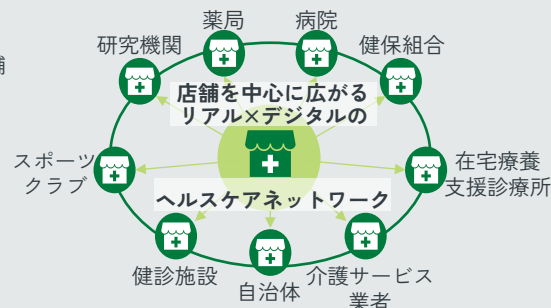 薬局
病院
研究機関
健保組合
舗
店舗を中心に広がる
リアル×デジタルの
スポーツ
クラブ
在宅療養
支援診療所
ヘルスケアネットワーク
健診施設
自治体
介護サービス
業者